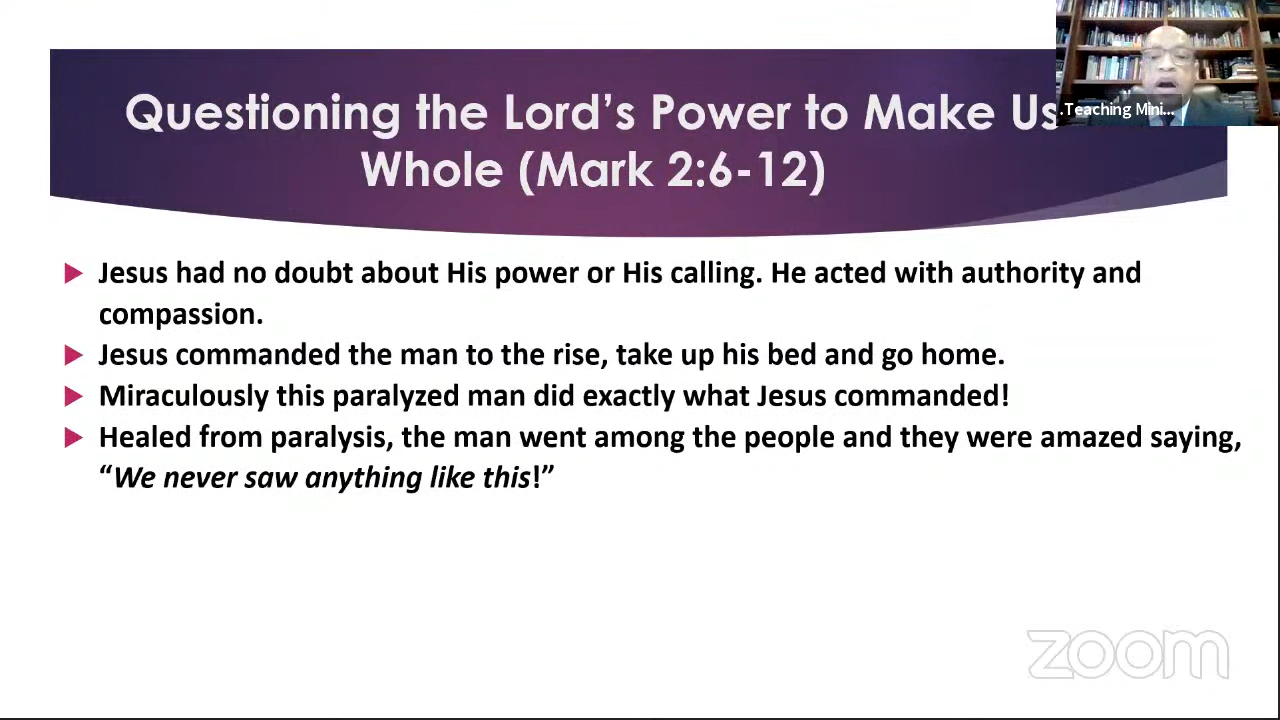 Questioning the Lord's Power to Make Us
Whole (Mark 2:6-12)
.Teaching Mini...
Jesus had no doubt about His power or His calling. He acted with authority and
compassion.
Jesus commanded the man to the rise, take up his bed and go home.
Miraculously this paralyzed man did exactly what Jesus commanded!
Healed from paralysis, the man went among the people and they were amazed saying,
“We never saw anything like this!”
zoom